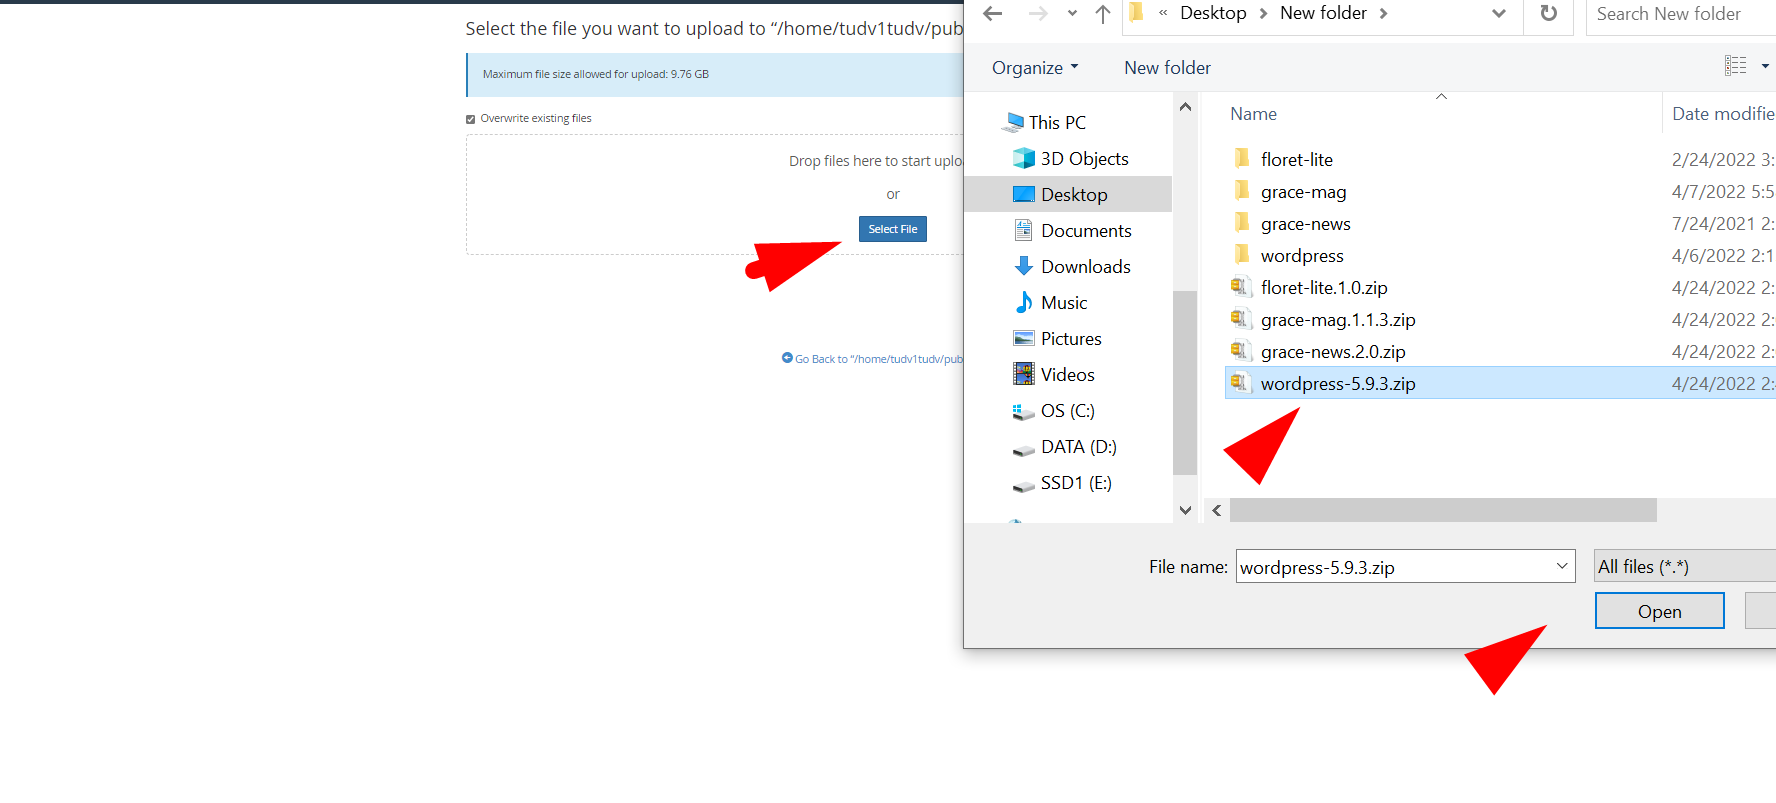 Select the file you want to upload to “/home/tudv1tudv/pub
Maximum file size allowed for upload: 9.76 GB
Overwrite existing files
Drop files here to start uploa
or
Select File
Go Back to “/home/tudv1tudv/pub
« Desktop > New folder >
Search New folder
Organize
New folder
This PC
3D Objects
Desktop
Documents
Downloads
Music
Pictures
Videos
OS (C:)
DATA (D:)
SSD1 (E:)
Name Date modifie
floret-lite 2/24/2022 3:
grace-mag 4/7/2022 5:5
grace-news 7/24/2021 2:
wordpress 4/6/2022 2:1
floret-lite.1.0.zip 4/24/2022 2:
grace-mag.1.1.3.zip 4/24/2022 2:
grace-news.2.0.zip 4/24/2022 2:
wordpress-5.9.3.zip 4/24/2022 2:
File name: wordpress-5.9.3.zip All files (*.*)
Open